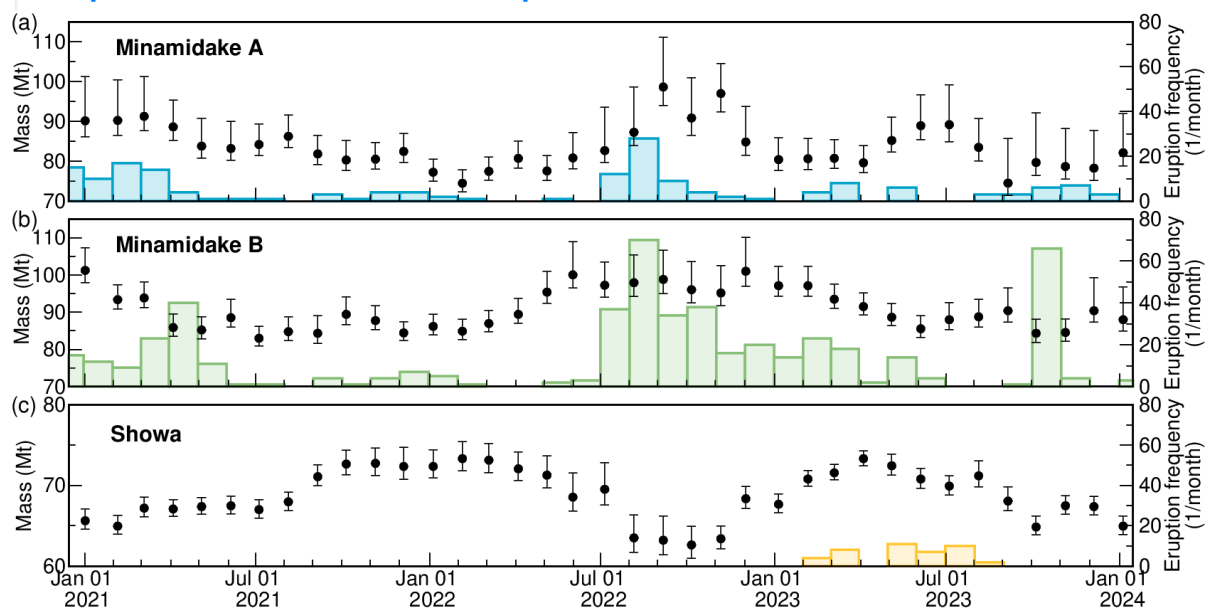 (a)
Minamidake A
Mass (Mt)
110
100
90
80
70
80
60
40
20
0
Eruption frequency
(1/month)
(b)
Minamidake B
Mass (Mt)
110
100
90
80
70
80
60
40
20
0
Eruption frequency
(1/month)
(c)
Showa
Mass (Mt)
80
70
60
80
60
40
20
0
Eruption frequency
(1/month)
Jan 01 Jul 01 Jan 01 Jul 01 Jan 01 Jul 01 Jan 01
2021 2021 2022 2022 2023 2023 2024